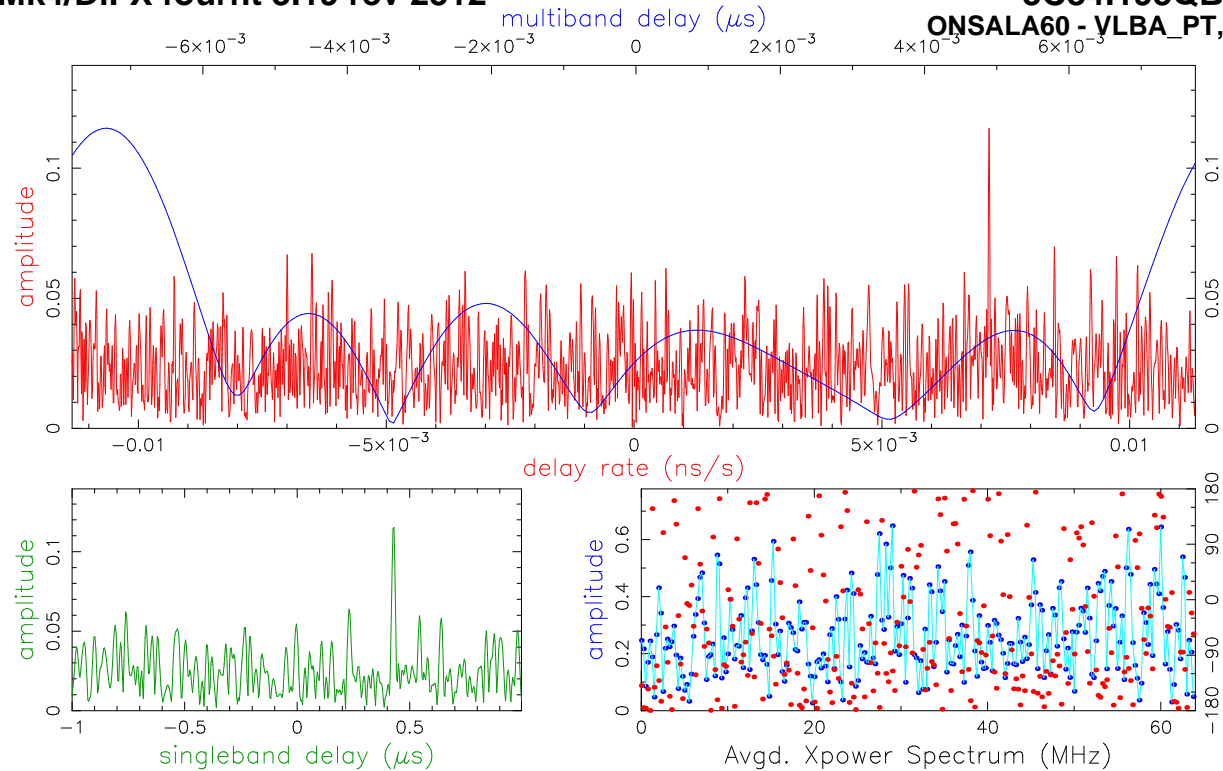 multiband delay (μs)
ONSALA60 - VLBA_PT,
−6×10⁻³ −4×10⁻³ −2×10⁻³ 0 2×10⁻³ 4×10⁻³ 6×10⁻³
amplitude
0 0.05 0.1
0 0.05 0.1
−0.01 −5×10⁻³ 0 5×10⁻³ 0.01
delay rate (ns/s)
amplitude
0 0.05 0.1
−1 −0.5 0 0.5
singleband delay (μs)
amplitude
0 0.2 0.4 0.6
−180 −90 0 90 180
0 20 40 60
Avgd. Xpower Spectrum (MHz)